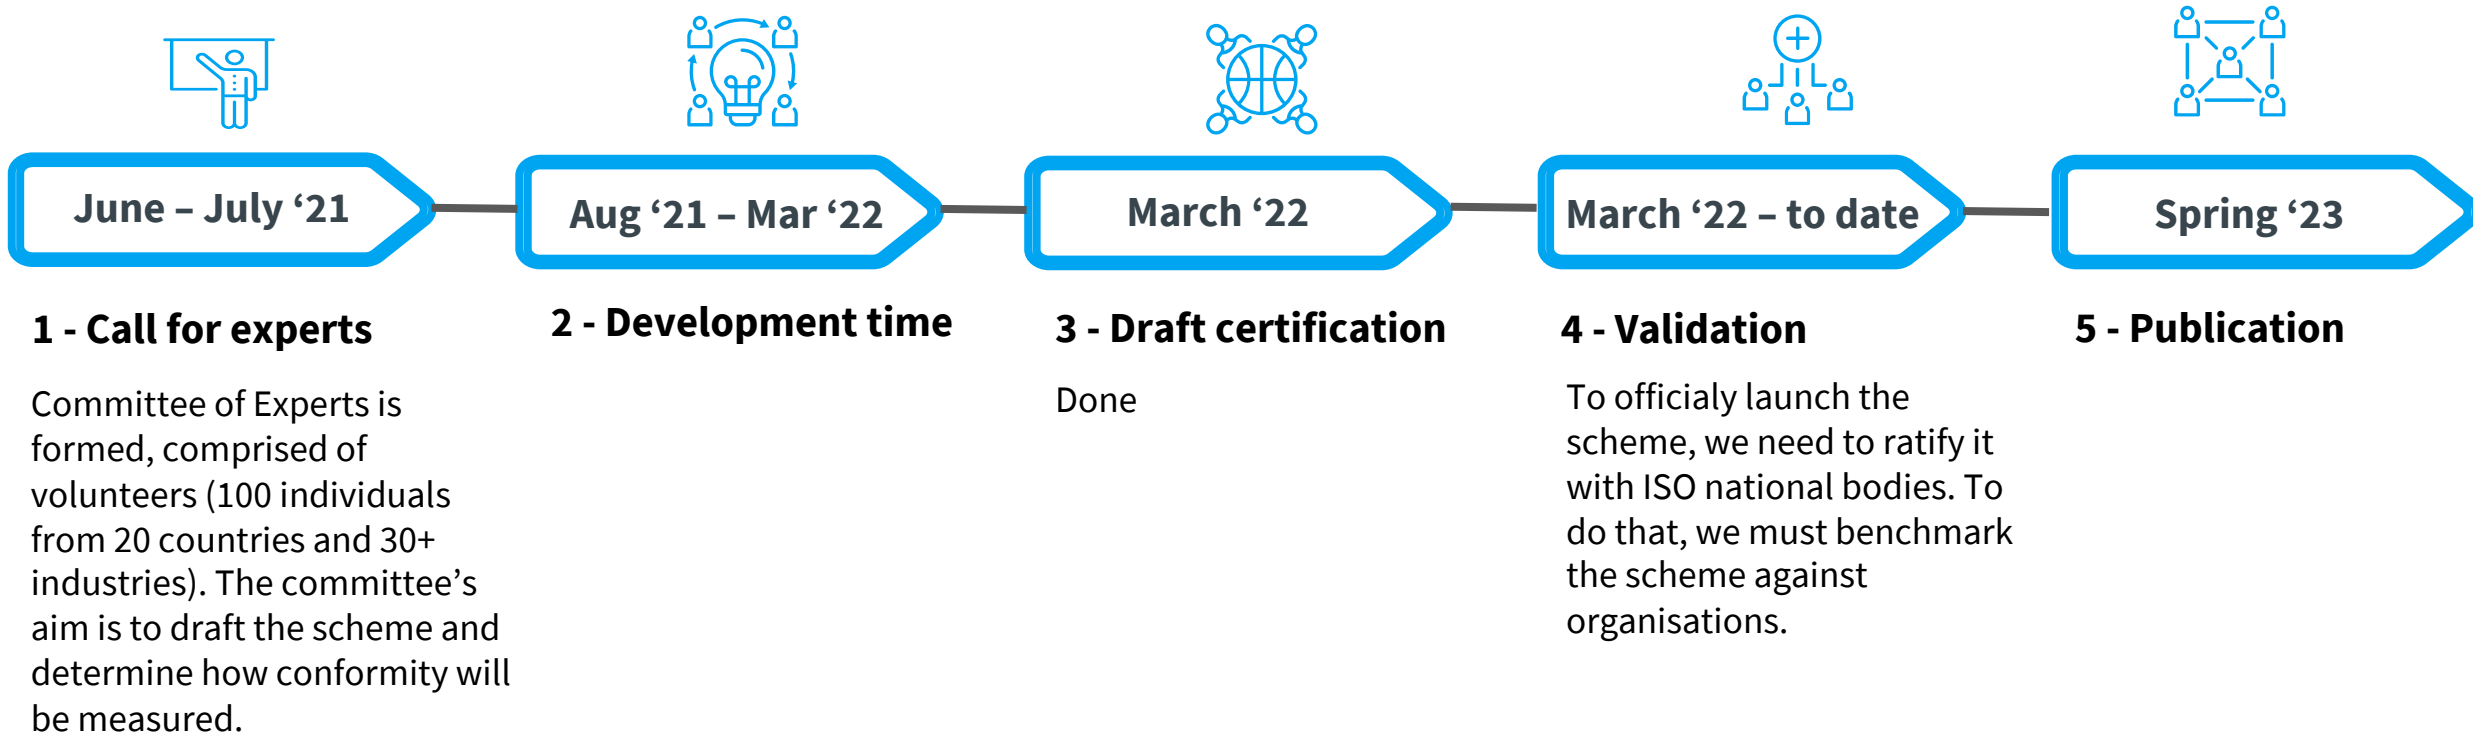 June – July ‘21
Aug ‘21 – Mar ‘22
March ‘22
March ‘22 – to date
Spring ‘23
1 - Call for experts
Committee of Experts is
formed, comprised of
volunteers (100 individuals
from 20 countries and 30+
industries). The committee’s
aim is to draft the scheme and
determine how conformity will
be measured.
2 - Development time
3 - Draft certification
Done
4 - Validation
To officialy launch the
scheme, we need to ratify it
with ISO national bodies. To
do that, we must benchmark
the scheme against
organisations.
5 - Publication